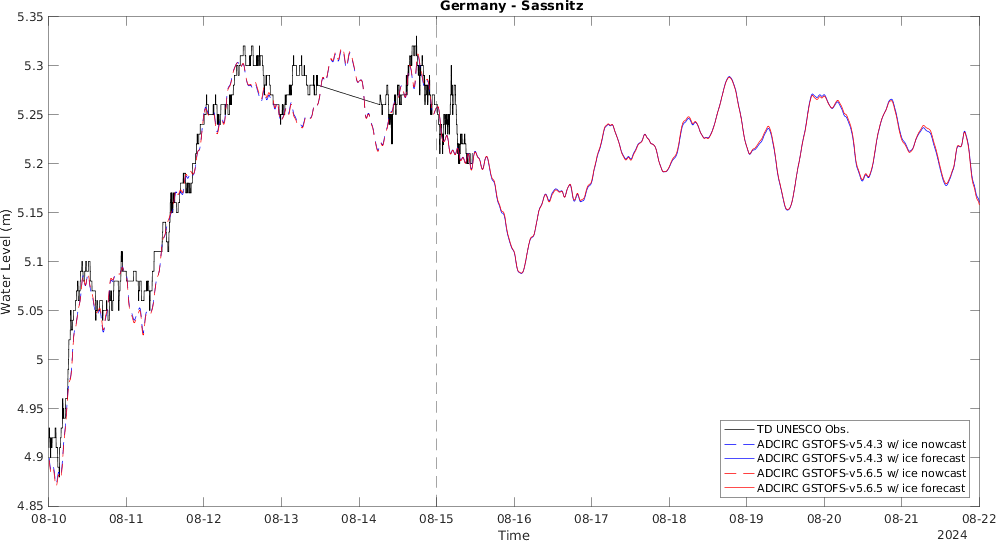 Germany - Sassnitz
5.35
5.3
5.25
5.2
5.15
5.1
5.05
5
4.95
4.9
4.85
Water Level (m)
TD UNESCO Obs.
ADCIRC GSTOFS-v5.4.3 w/ ice nowcast
ADCIRC GSTOFS-v5.4.3 w/ ice forecast
ADCIRC GSTOFS-v5.6.5 w/ ice nowcast
ADCIRC GSTOFS-v5.6.5 w/ ice forecast
08-10 08-11 08-12 08-13 08-14 08-15 08-16 08-17 08-18 08-19 08-20 08-21 08-22
Time
2024